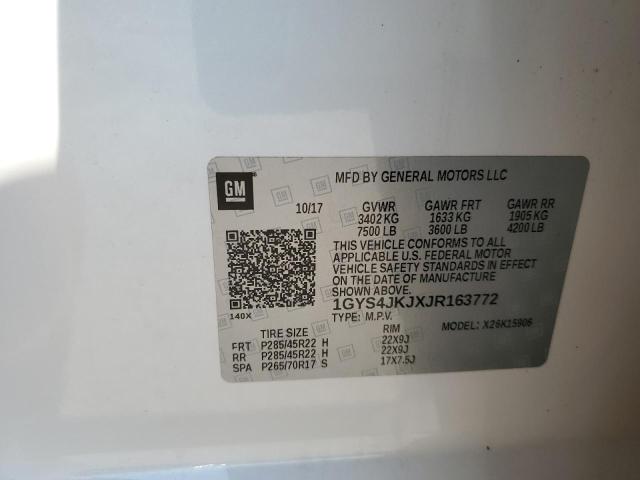 GM
MFD BY GENERAL MOTORS LLC
10/17 GVWR GAWR FRT GAWR RR
3402 KG 1633 KG 1905 KG
7500 LB 3600 LB 4200 LB
THIS VEHICLE CONFORMS TO ALL
APPLICABLE U.S. FEDERAL MOTOR
VEHICLE SAFETY STANDARDS IN EFFECT
ON THE DATE OF MANUFACTURE
SHOWN ABOVE.
1GYS4JKJXJR163772
140X TYPE: M.P.V. MODEL: X26K15906
TIRE SIZE RIM
FRT P285/45R22 H 22X9J
RR P285/45R22 H 22X9J
SPA P265/70R17 S 17X7.5J